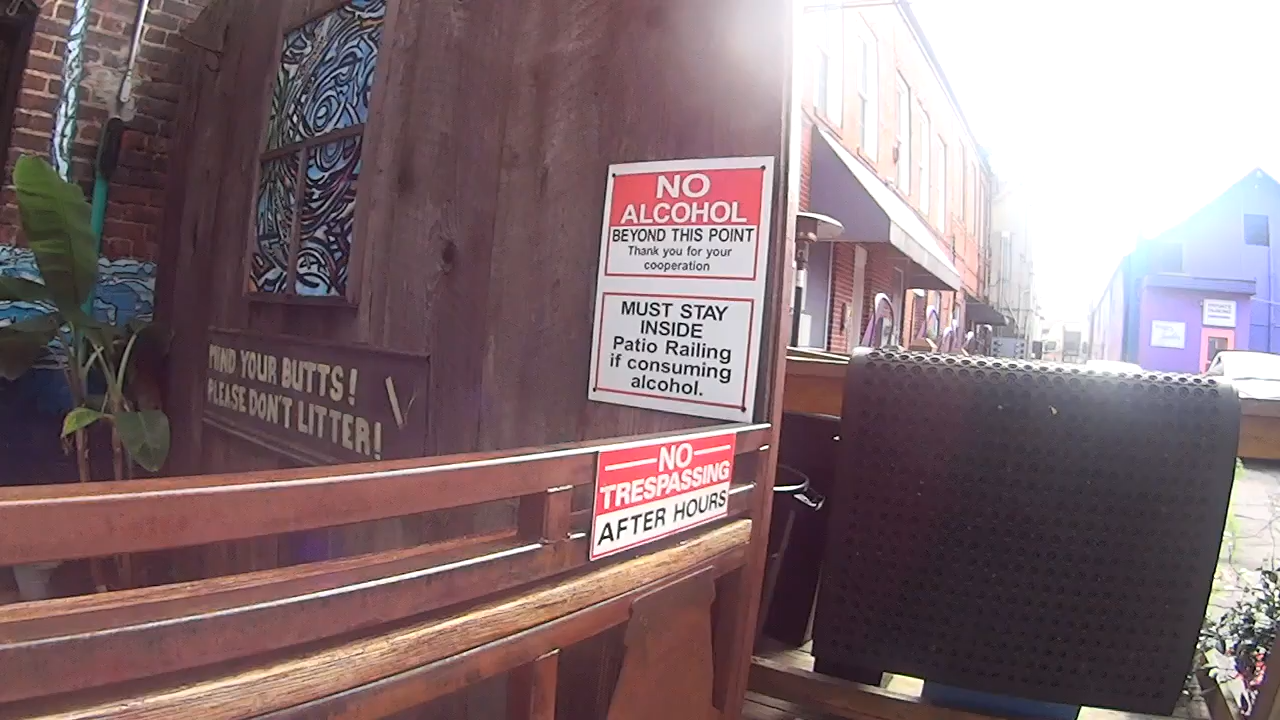 MIND YOUR BUTTS!
PLEASE DON'T LITTER!
NO
ALCOHOL
BEYOND THIS POINT
Thank you for your
cooperation
MUST STAY
INSIDE
Patio Railing
if consuming
alcohol.
NO
TRESPASSING
AFTER HOURS